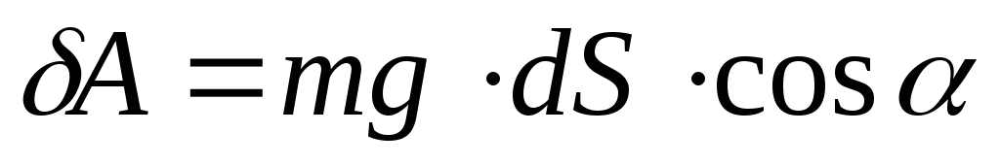 δA = mg · dS · cos α